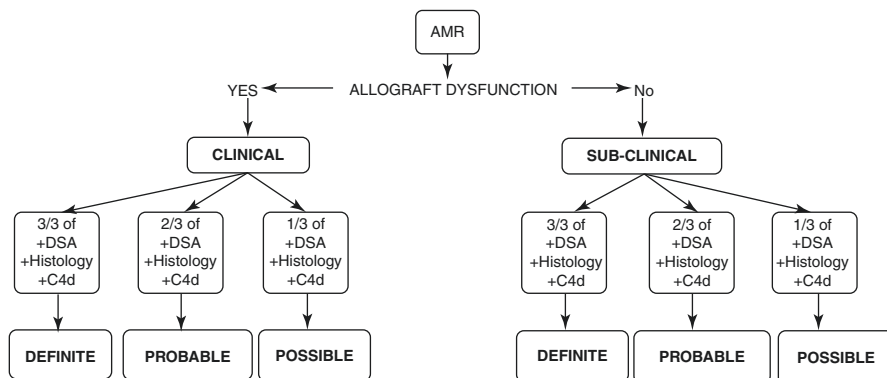 AMR
YES
ALLOGRAFT DYSFUNCTION
No
CLINICAL
SUB-CLINICAL
3/3 of
+DSA
+Histology
+C4d
2/3 of
+DSA
+Histology
+C4d
1/3 of
+DSA
+Histology
+C4d
3/3 of
+DSA
+Histology
+C4d
2/3 of
+DSA
+Histology
+C4d
1/3 of
+DSA
+Histology
+C4d
DEFINITE
PROBABLE
POSSIBLE
DEFINITE
PROBABLE
POSSIBLE